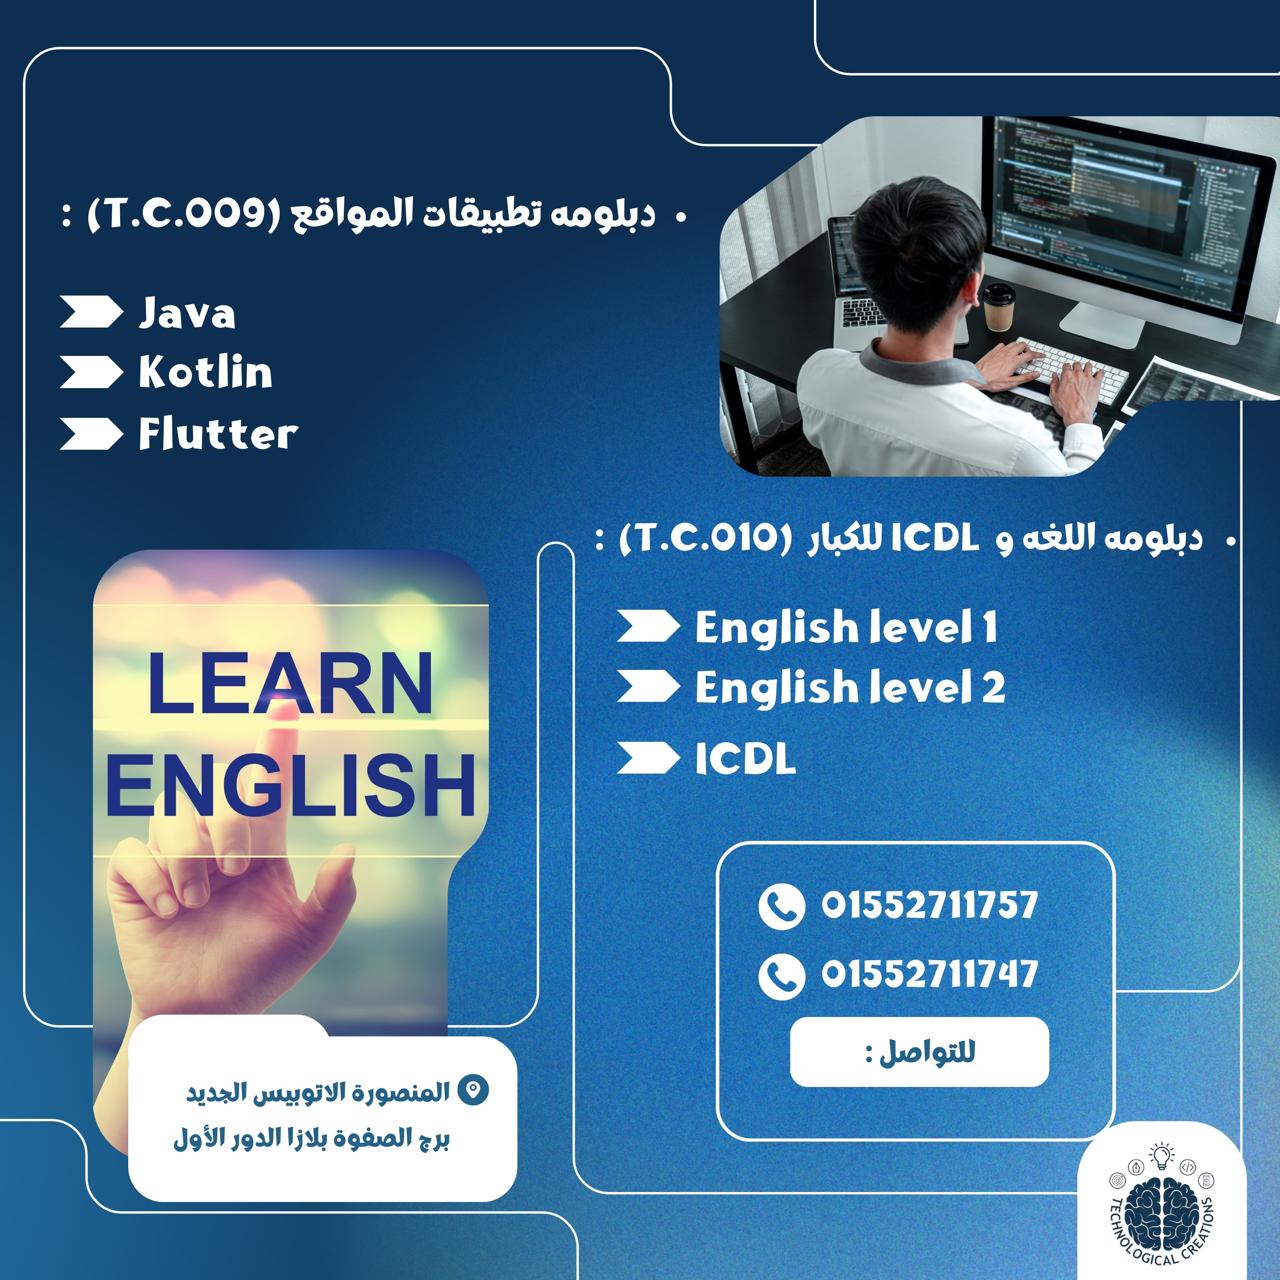 • دبلومه تطبيقات المواقع (T.C.009) :
Java
Kotlin
Flutter
• دبلومه اللغه و ICDL للكبار (T.C.010) :
English level 1
English level 2
ICDL
LEARN
ENGLISH
01552711757
01552711747
للتواصل :
المنصورة الاتوبيس الجديد
برج الصفوة بلازا الدور الأول
TECHNOLOGICAL CREATIONS